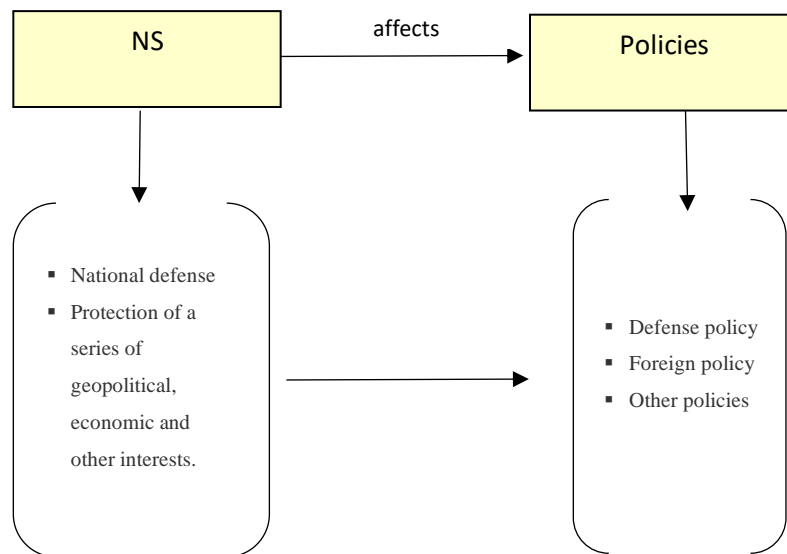 NS
affects
Policies
▪ National defense
▪ Protection of a
series of
geopolitical,
economic and
other interests.
▪ Defense policy
▪ Foreign policy
▪ Other policies